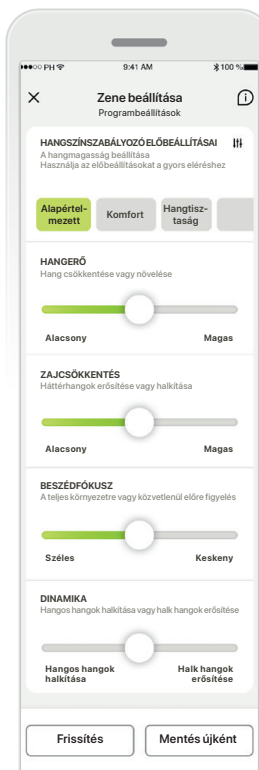 PH 9:41 AM 100 %
Zene beállítása
Programbeállítások
HANGSZÍNSZABÁLYOZÓ ELŐBEÁLLÍTÁSAI
A hangmagasság beállítása
Használja az előbeállításokat a gyors eléréshez
Alapértel-
mezett
Komfort
Hangtisz-
taság
HANGERŐ
Hang csökkentése vagy növelése
Alacsony Magas
ZAJCSÖKKENTÉS
Háttérhangok erősítése vagy halkítása
Alacsony Magas
BESZÉDFÓKUSZ
A teljes környezetre vagy közvetlenül előre figyelés
Széles Keskeny
DINAMIKA
Hangos hangok halkítása vagy halk hangok erősítése
Hangos hangok
halkítása
Halk hangok
erősítése
Frissítés Mentés újként